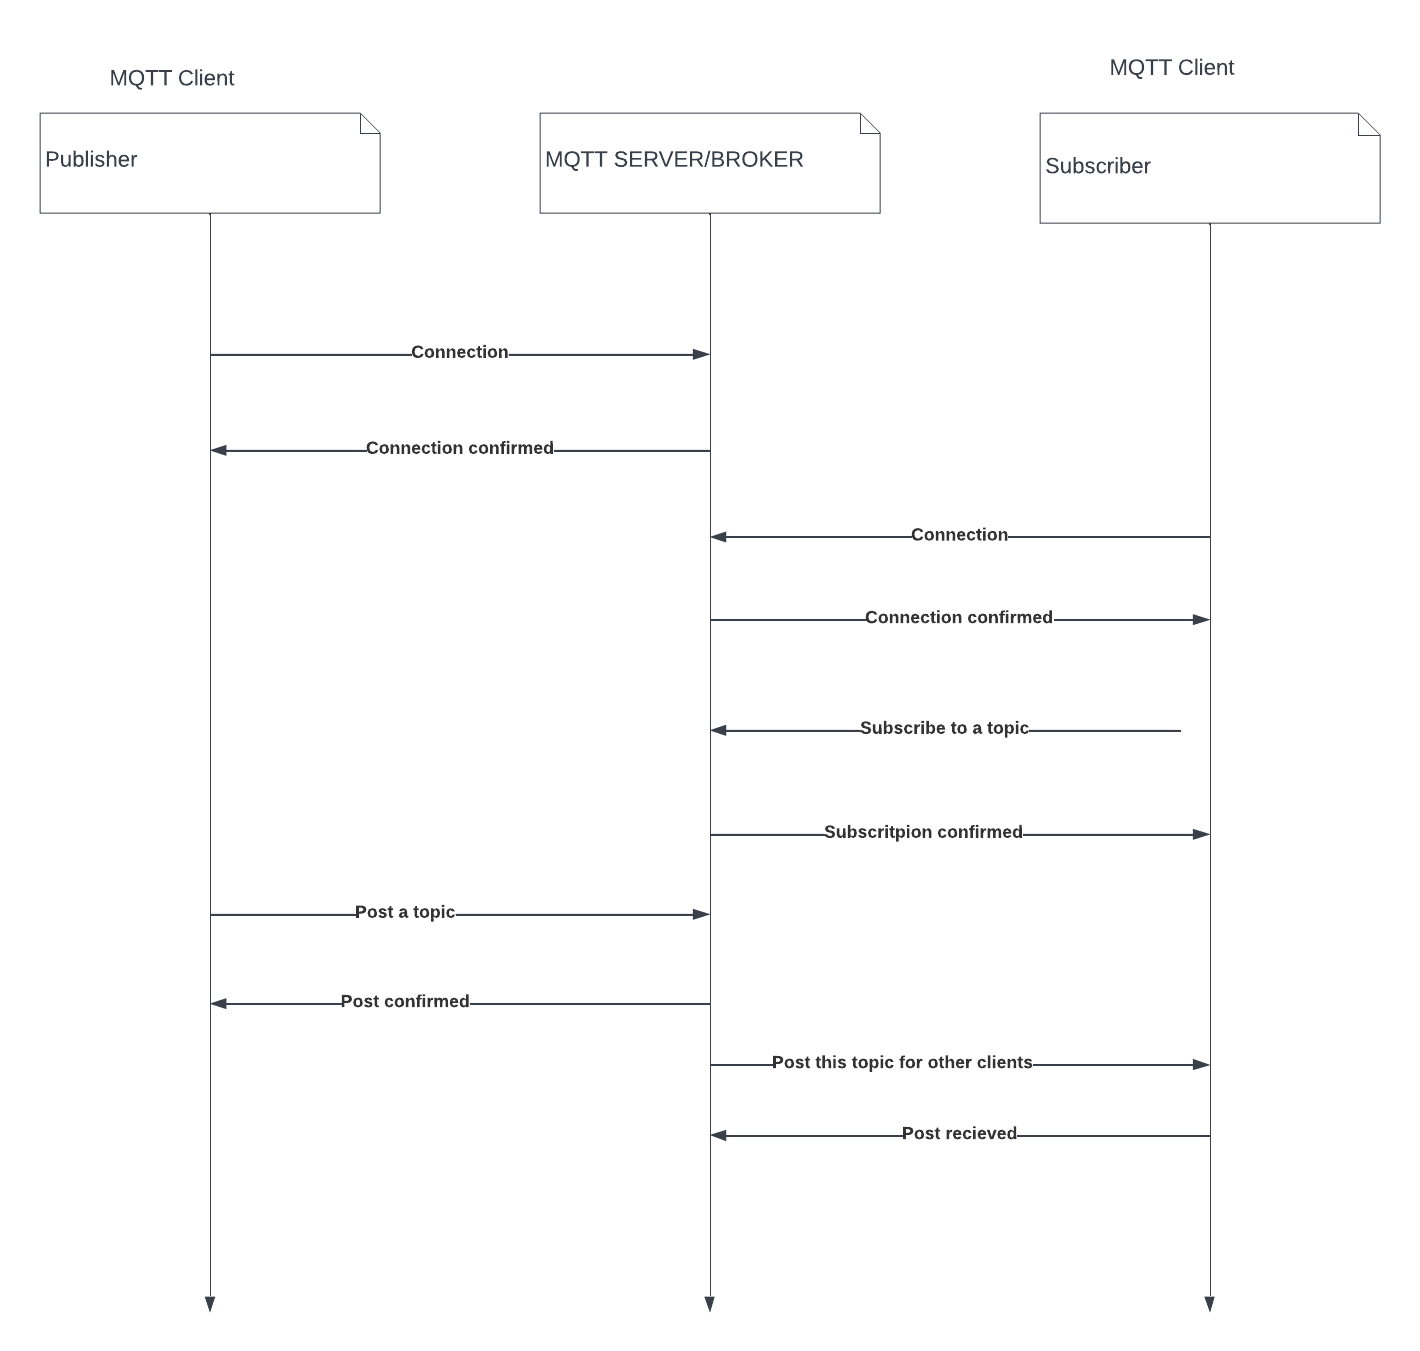 MQTT Client
MQTT Client
Publisher
MQTT SERVER/BROKER
Subscriber
Connection
Connection confirmed
Connection
Connection confirmed
Subscribe to a topic
Subscritpion confirmed
Post a topic
Post confirmed
Post this topic for other clients
Post recieved